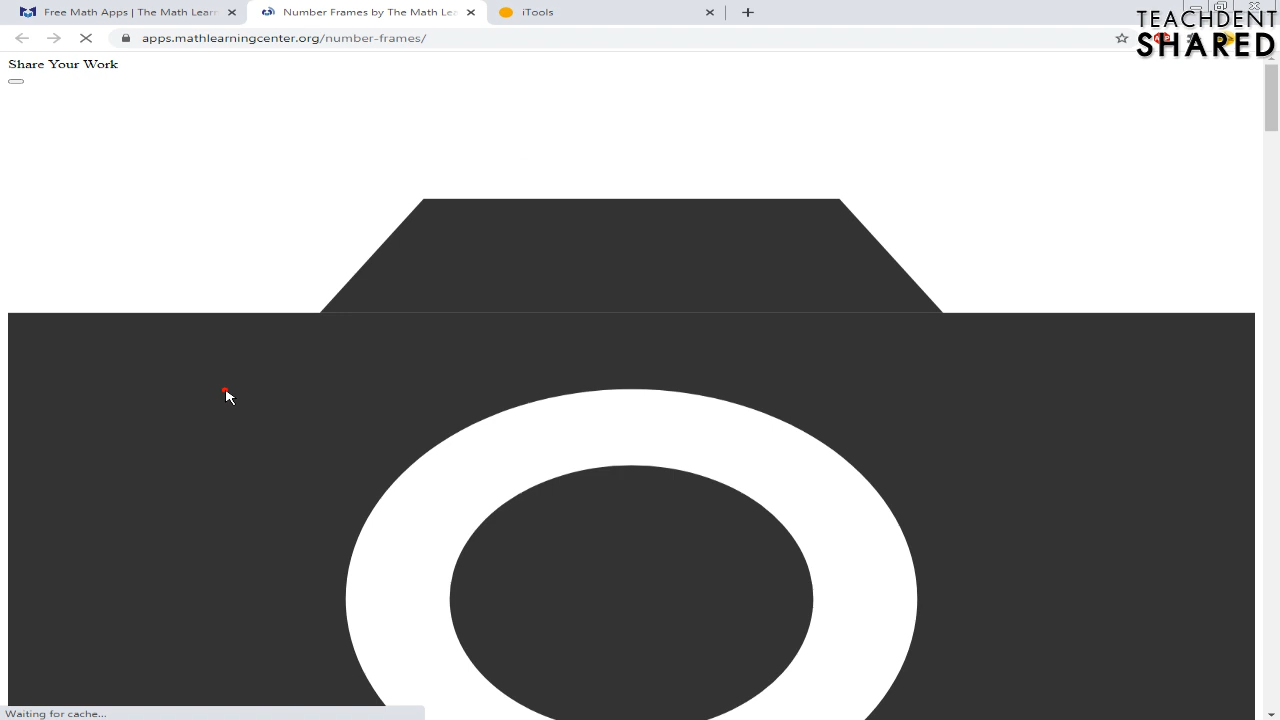 Free Math Apps | The Math Learn
Number Frames by The Math Lea
iTools
apps.mathlearningcenter.org/number-frames/
TEACHDENT
SHARED
Share Your Work
Waiting for cache...